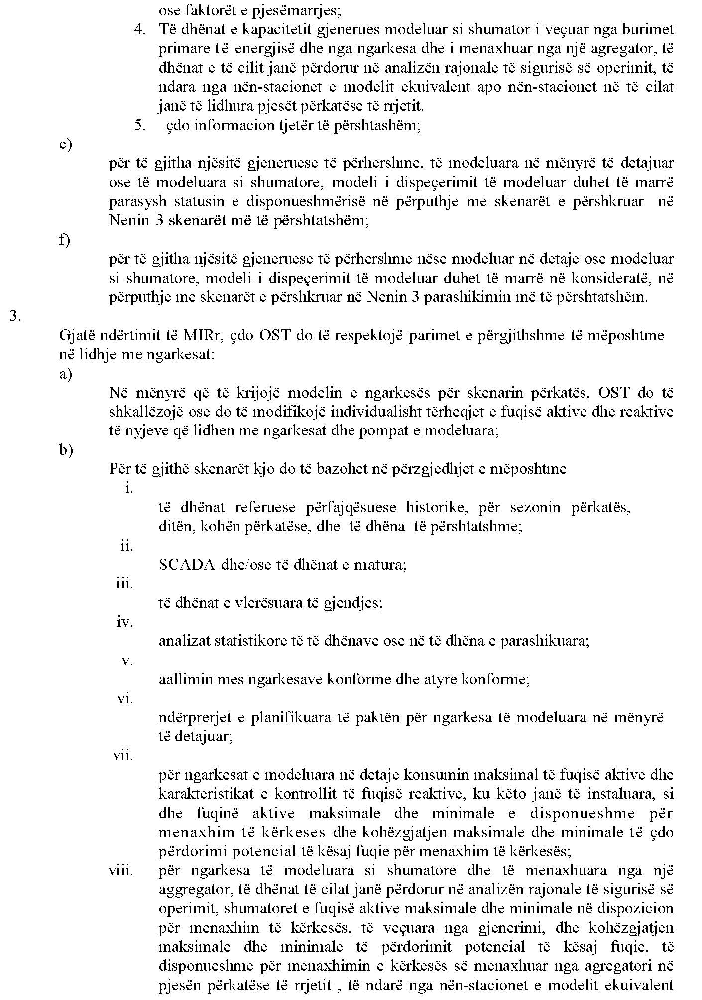 ose faktorët e pjesëmarrjes;
4. Të dhënat e kapacitetit gjenerues modeluar si shumator i veçuar nga burimet
primare të energjisë dhe nga ngarkesa dhe i menaxhuar nga një agregator, të
dhënat e të cilit janë përdorur në analizën rajonale të sigurisë së operimit, të
ndara nga nën-stacionet e modelit ekuivalent apo nën-stacionet në të cilat
janë të lidhura pjesët përkatëse të rrjetit.
5. çdo informacion tjetër të përshtashëm;
e)
për të gjitha njësitë gjeneruese të përhershme, të modeluara në mënyrë të detajuar
ose të modeluara si shumatore, modeli i dispeçerimit të modeluar duhet të marrë
parasysh statusin e disponueshmërisë në përputhje me skenarët e përshkruar në
Nenin 3 skenarët më të përshtatshëm;
f)
për të gjitha njësitë gjeneruese të përhershme nëse modeluar në detaje ose modeluar
si shumatore, modeli i dispeçerimit të modeluar duhet të marrë në konsideratë, në
përputhje me skenarët e përshkruar në Nenin 3 parashikimin më të përshtatshëm.
3.
Gjatë ndërtimit të MIRr, çdo OST do të respektojë parimet e përgjithshme të mëposhtme
në lidhje me ngarkesat:
a)
Në mënyrë që të krijojë modelin e ngarkesës për skenarin përkatës, OST do të
shkallëzojë ose do të modifikojë individualisht tërheqjet e fuqisë aktive dhe reaktive
të nyjeve që lidhen me ngarkesat dhe pompat e modeluara;
b)
Për të gjithë skenarët kjo do të bazohet në përzgjedhjet e mëposhtme
i.
të dhënat referuese përfajqësuese historike, për sezonin përkatës,
ditën, kohën përkatëse, dhe të dhëna të përshtatshme;
ii.
SCADA dhe/ose të dhënat e matura;
iii.
të dhënat e vlerësuara të gjendjes;
iv.
analizat statistikore të të dhënave ose në të dhëna e parashikuara;
v.
aallimin mes ngarkesave konforme dhe atyre konforme;
vi.
ndërprerjet e planifikuara të paktën për ngarkesa të modeluara në mënyrë
të detajuar;
vii.
për ngarkesat e modeluara në detaje konsumin maksimal të fuqisë aktive dhe
karakteristikat e kontrollit të fuqisë reaktive, ku këto janë të instaluara, si
dhe fuqinë aktive maksimale dhe minimale e disponueshme për
menaxhim të kërkeses dhe kohëzgjatjen maksimale dhe minimale të çdo
përdorimi potencial të kësaj fuqie për menaxhim të kërkesës;
viii. për ngarkesa të modeluara si shumatore dhe të menaxhuara nga një
aggregator, të dhënat të cilat janë përdorur në analizën rajonale të sigurisë së
operimit, shumatoret e fuqisë aktive maksimale dhe minimale në dispozicion
për menaxhim të kërkesës, të veçuara nga gjenerimi, dhe kohëzgjatjen
maksimale dhe minimale të përdorimit potencial të kësaj fuqie, të
disponueshme për menaxhimin e kërkesës së menaxhuar nga agregatori në
pjesën përkatëse të rrjetit , të ndarë nga nën-stacionet e modelit ekuivalent